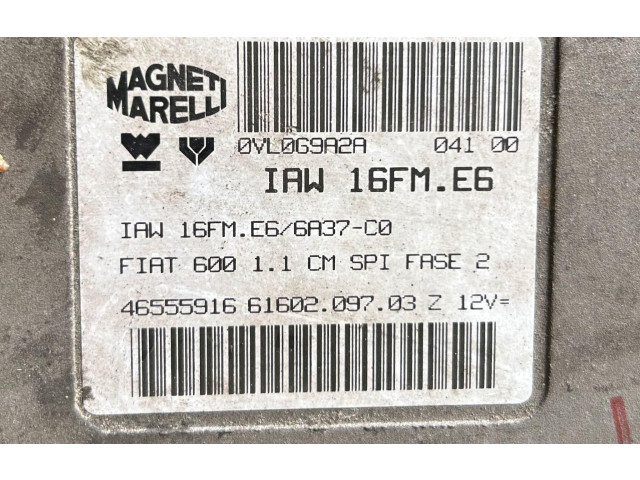 MAGNETI
MARELLI
0VL0G9A2A 041 00
IAW 16FM.E6
IAW 16FM.E6/6A37-C0
FIAT 600 1.1 CM SPI FASE 2
46555916 61602.097.03 Z 12V=